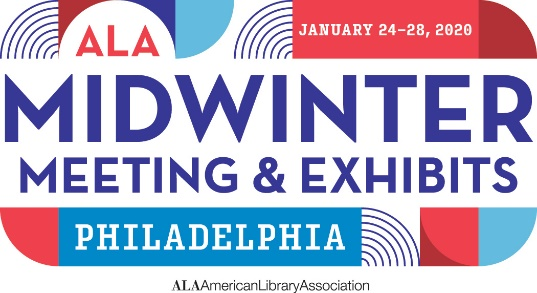 ALA
JANUARY 24–28, 2020
MIDWINTER
MEETING & EXHIBITS
PHILADELPHIA
ALAAmericanLibraryAssociation